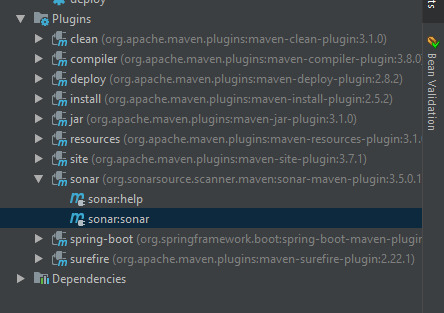 deploy
Plugins
clean (org.apache.maven.plugins:maven-clean-plugin:3.1.0)
compiler (org.apache.maven.plugins:maven-compiler-plugin:3.8.0
deploy (org.apache.maven.plugins:maven-deploy-plugin:2.8.2)
install (org.apache.maven.plugins:maven-install-plugin:2.5.2)
jar (org.apache.maven.plugins:maven-jar-plugin:3.1.0)
resources (org.apache.maven.plugins:maven-resources-plugin:3.1.
site (org.apache.maven.plugins:maven-site-plugin:3.7.1)
sonar (org.sonarsource.scanner.maven:sonar-maven-plugin:3.5.0.1
sonar:help
sonar:sonar
spring-boot (org.springframework.boot:spring-boot-maven-plugin
surefire (org.apache.maven.plugins:maven-surefire-plugin:2.22.1)
Dependencies
Bean Validation